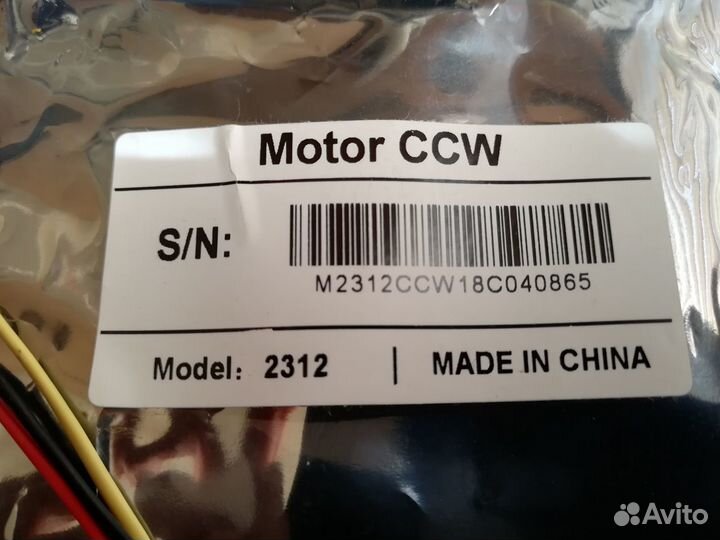 Motor CCW
S/N:
M2312CCW18C040865
Model: 2312 | MADE IN CHINA
Avito